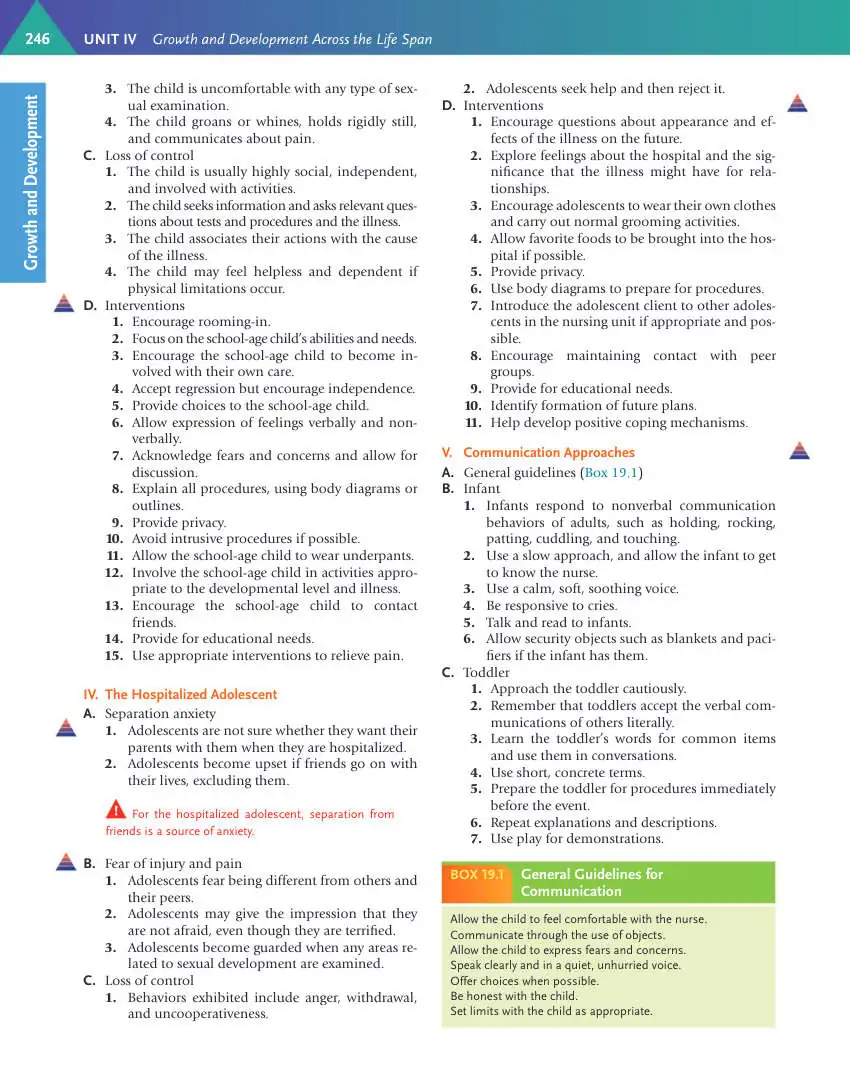 246 UNIT IV Growth and Development Across the Life Span
Growth and Development
3. The child is uncomfortable with any type of sex-
ual examination.
4. The child groans or whines, holds rigidly still,
and communicates about pain.
C. Loss of control
1. The child is usually highly social, independent,
and involved with activities.
2. The child seeks information and asks relevant ques-
tions about tests and procedures and the illness.
3. The child associates their actions with the cause
of the illness.
4. The child may feel helpless and dependent if
physical limitations occur.
D. Interventions
1. Encourage rooming-in.
2. Focus on the school-age child's abilities and needs.
3. Encourage the school-age child to become in-
volved with their own care.
4. Accept regression but encourage independence.
5. Provide choices to the school-age child.
6. Allow expression of feelings verbally and non-
verbally.
7. Acknowledge fears and concerns and allow for
discussion.
8. Explain all procedures, using body diagrams or
outlines.
9. Provide privacy.
10. Avoid intrusive procedures if possible.
11. Allow the school-age child to wear underpants.
12. Involve the school-age child in activities appro-
priate to the developmental level and illness.
13. Encourage the school-age child to contact
friends.
14. Provide for educational needs.
15. Use appropriate interventions to relieve pain.
IV. The Hospitalized Adolescent
A. Separation anxiety
1. Adolescents are not sure whether they want their
parents with them when they are hospitalized.
2. Adolescents become upset if friends go on with
their lives, excluding them.
For the hospitalized adolescent, separation from
friends is a source of anxiety.
B. Fear of injury and pain
1. Adolescents fear being different from others and
their peers.
2. Adolescents may give the impression that they
are not afraid, even though they are terrified.
3. Adolescents become guarded when any areas re-
lated to sexual development are examined.
C. Loss of control
1. Behaviors exhibited include anger, withdrawal,
and uncooperativeness.
2. Adolescents seek help and then reject it.
D. Interventions
1. Encourage questions about appearance and ef-
fects of the illness on the future.
2. Explore feelings about the hospital and the sig-
nificance that the illness might have for rela-
tionships.
3. Encourage adolescents to wear their own clothes
and carry out normal grooming activities.
4. Allow favorite foods to be brought into the hos-
pital if possible.
5. Provide privacy.
6. Use body diagrams to prepare for procedures.
7. Introduce the adolescent client to other adoles-
cents in the nursing unit if appropriate and pos-
sible.
8. Encourage maintaining contact with peer
groups.
9. Provide for educational needs.
10. Identify formation of future plans.
11. Help develop positive coping mechanisms.
V. Communication Approaches
A. General guidelines (Box 19.1)
B. Infant
1. Infants respond to nonverbal communication
behaviors of adults, such as holding, rocking,
patting, cuddling, and touching.
2. Use a slow approach, and allow the infant to get
to know the nurse.
3. Use a calm, soft, soothing voice.
4. Be responsive to cries.
5. Talk and read to infants.
6. Allow security objects such as blankets and paci-
fiers if the infant has them.
C. Toddler
1. Approach the toddler cautiously.
2. Remember that toddlers accept the verbal com-
munications of others literally.
3. Learn the toddler's words for common items
and use them in conversations.
4. Use short, concrete terms.
5. Prepare the toddler for procedures immediately
before the event.
6. Repeat explanations and descriptions.
7. Use play for demonstrations.
BOX 19.1 General Guidelines for
Communication
Allow the child to feel comfortable with the nurse.
Communicate through the use of objects.
Allow the child to express fears and concerns.
Speak clearly and in a quiet, unhurried voice.
Offer choices when possible.
Be honest with the child.
Set limits with the child as appropriate.